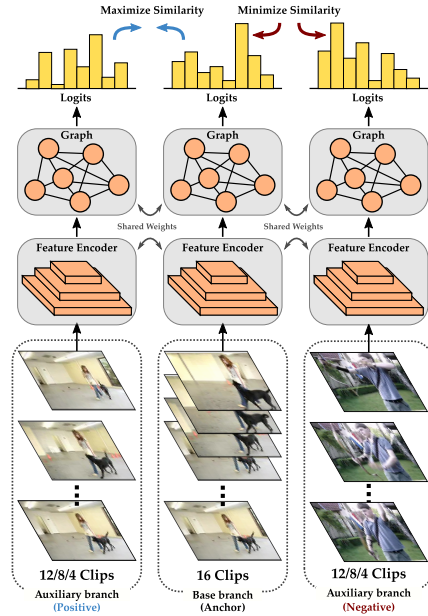 Maximize Similarity
Minimize Similarity
Logits
Logits
Logits
Graph
Graph
Graph
Shared Weights
Shared Weights
Feature Encoder
Feature Encoder
Feature Encoder
12/8/4 Clips
16 Clips
12/8/4 Clips
Auxiliary branch
(Positive)
Base branch
(Anchor)
Auxiliary branch
(Negative)